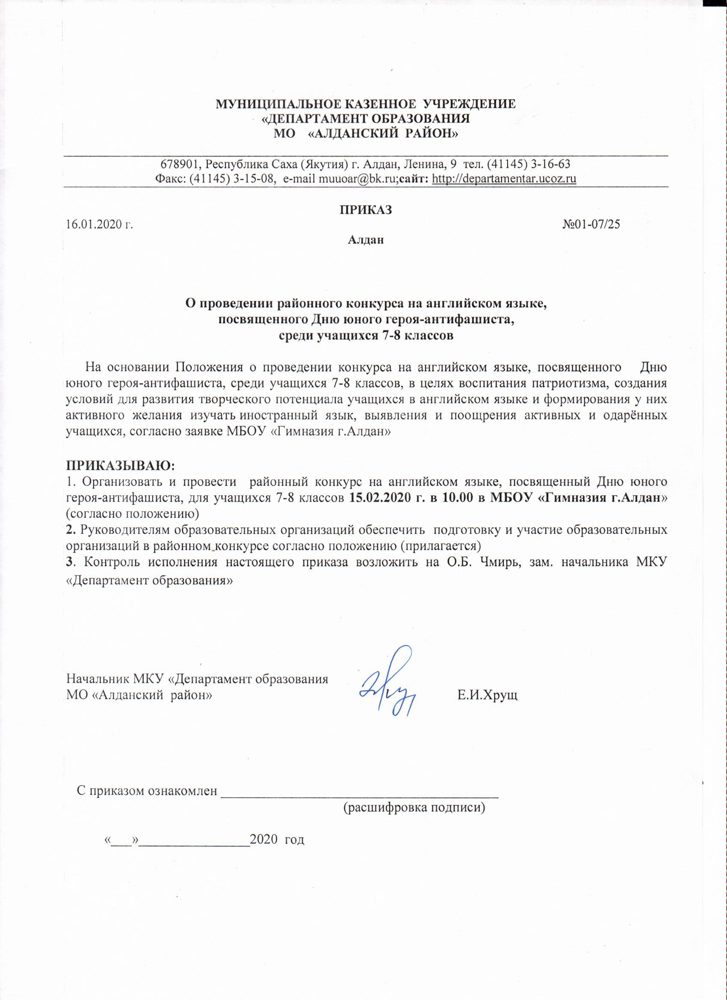 МУНИЦИПАЛЬНОЕ КАЗЕННОЕ УЧРЕЖДЕНИЕ
«ДЕПАРТАМЕНТ ОБРАЗОВАНИЯ
МО «АЛДАНСКИЙ РАЙОН»
678901, Республика Саха (Якутия) г. Алдан, Ленина, 9 тел. (41145) 3-16-63
Факс: (41145) 3-15-08, e-mail muuoar@bk.ru;сайт: http://departamentar.ucoz.ru
ПРИКАЗ
16.01.2020 г. №01-07/25
Алдан
О проведении районного конкурса на английском языке,
посвященного Дню юного героя-антифашиста,
среди учащихся 7-8 классов
На основании Положения о проведении конкурса на английском языке, посвященного Дню
юного героя-антифашиста, среди учащихся 7-8 классов, в целях воспитания патриотизма, создания
условий для развития творческого потенциала учащихся в английском языке и формирования у них
активного желания изучать иностранный язык, выявления и поощрения активных и одарённых
учащихся, согласно заявке МБОУ «Гимназия г.Алдан»
ПРИКАЗЫВАЮ:
1. Организовать и провести районный конкурс на английском языке, посвященный Дню юного
героя-антифашиста, для учащихся 7-8 классов 15.02.2020 г. в 10.00 в МБОУ «Гимназия г.Алдан»
(согласно положению)
2. Руководителям образовательных организаций обеспечить подготовку и участие образовательных
организаций в районном конкурсе согласно положению (прилагается)
3. Контроль исполнения настоящего приказа возложить на О.Б. Чмирь, зам. начальника МКУ
«Департамент образования»
Начальник МКУ «Департамент образования
МО «Алданский район» Е.И.Хрущ
С приказом ознакомлен ____________________
(расшифровка подписи)
«___»________________2020 год